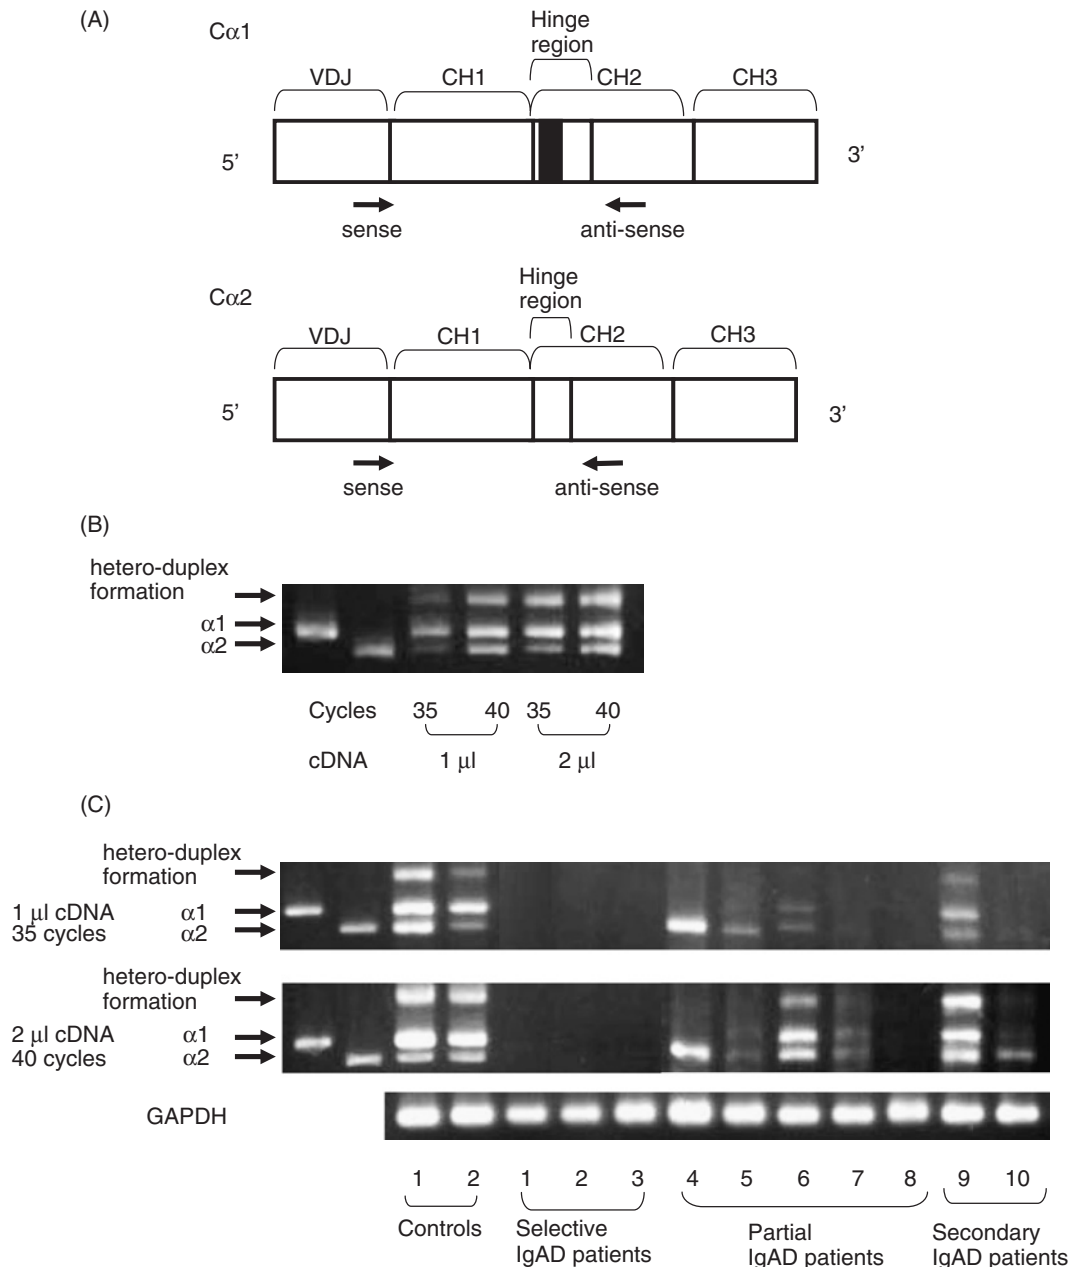 (A)
Cα1
Hinge
region
VDJ CH1 CH2 CH3
5' 3'
sense anti-sense
Cα2
Hinge
region
VDJ CH1 CH2 CH3
5' 3'
sense anti-sense
(B)
hetero-duplex
formation
α1
α2
Cycles 35 40 35 40
cDNA 1 µl 2 µl
(C)
hetero-duplex
formation
1 µl cDNA α1
35 cycles α2
hetero-duplex
formation
2 µl cDNA α1
40 cycles α2
GAPDH
1 2 1 2 3 4 5 6 7 8 9 10
Controls Selective IgAD patients Partial IgAD patients Secondary IgAD patients